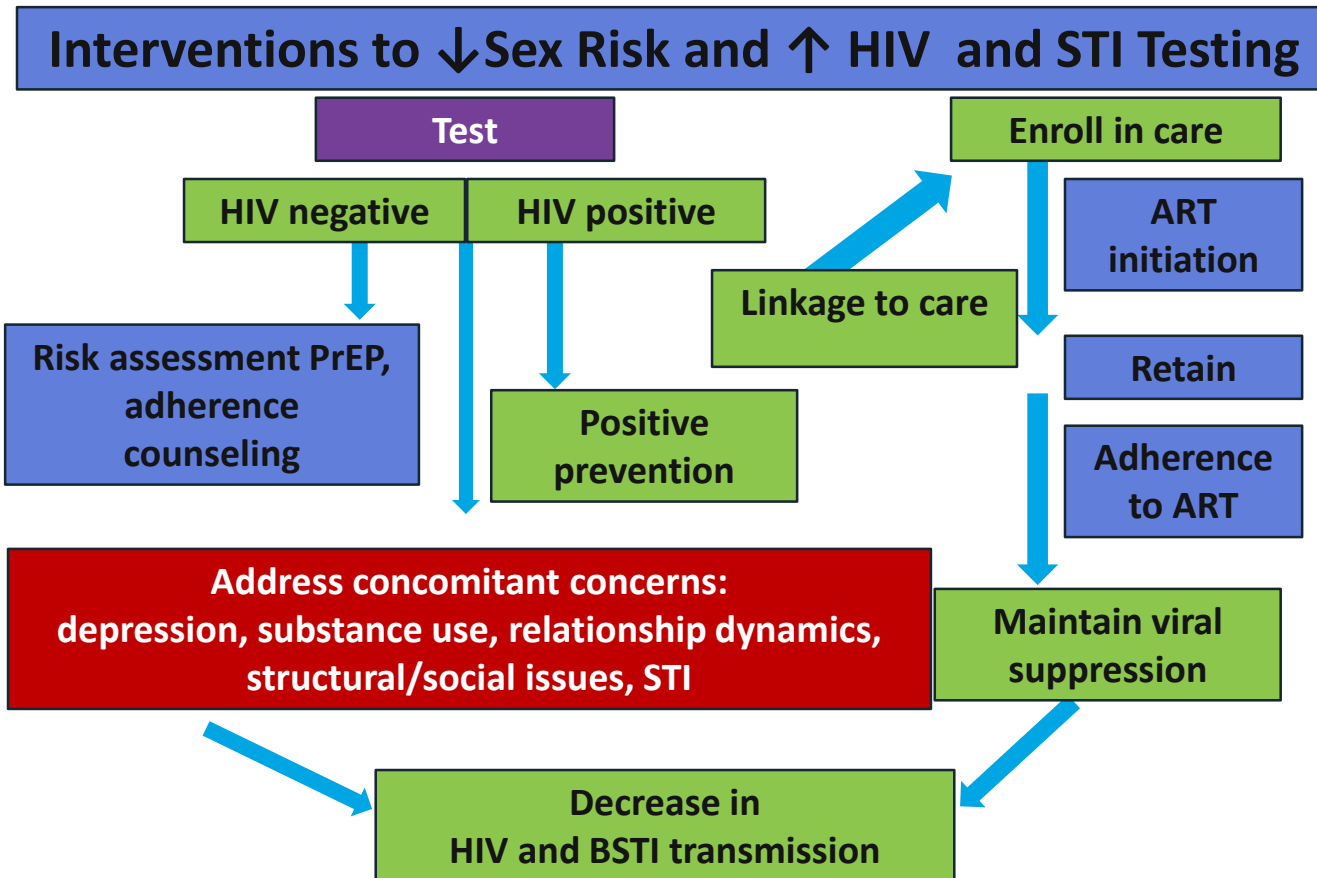 Interventions to ↓Sex Risk and ↑ HIV and STI Testing
Test
HIV negative
HIV positive
Risk assessment PrEP,
adherence
counseling
Positive
prevention
Linkage to care
Enroll in care
ART
initiation
Retain
Adherence
to ART
Address concomitant concerns:
depression, substance use, relationship dynamics,
structural/social issues, STI
Maintain viral
suppression
Decrease in
HIV and BSTI transmission